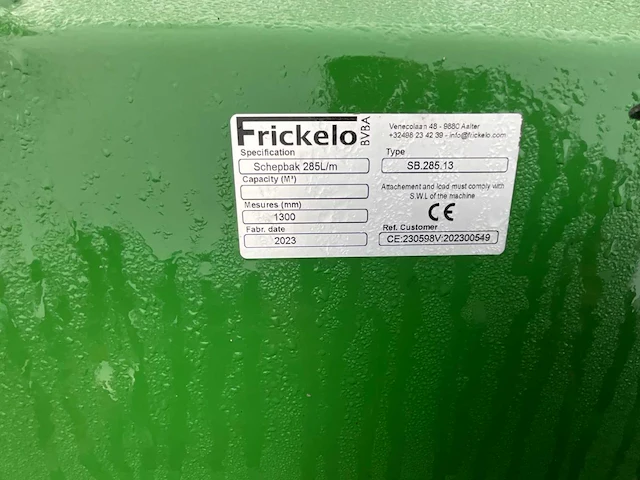 Frickelo BVBA
Venecolaan 48 - 9880 Aalter
+32498 23 42 39 - info@frickelo.com
Specification
Schepbak 285L/m
Type
SB.285.13
Capacity (M³)
Attachement and load must comply with
S.W.L of the machine
Mesures (mm)
1300
CE
Fabr. date
2023
Ref. Customer
CE:230598V:202300549